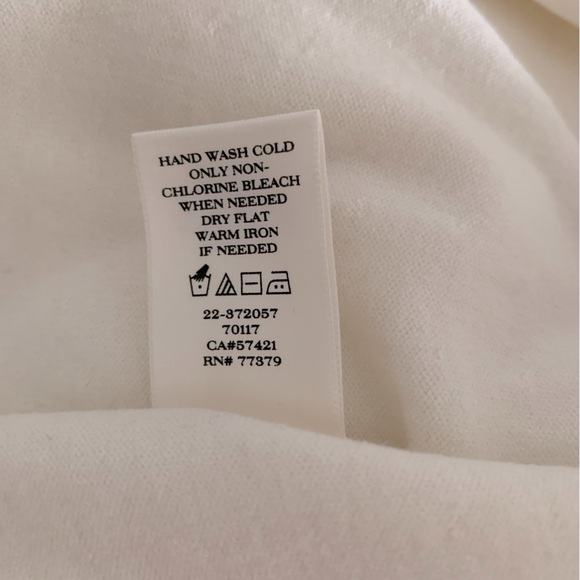 HAND WASH COLD
ONLY NON-
CHLORINE BLEACH
WHEN NEEDED
DRY FLAT
WARM IRON
IF NEEDED
22-372057
70117
CA#57421
RN# 77379